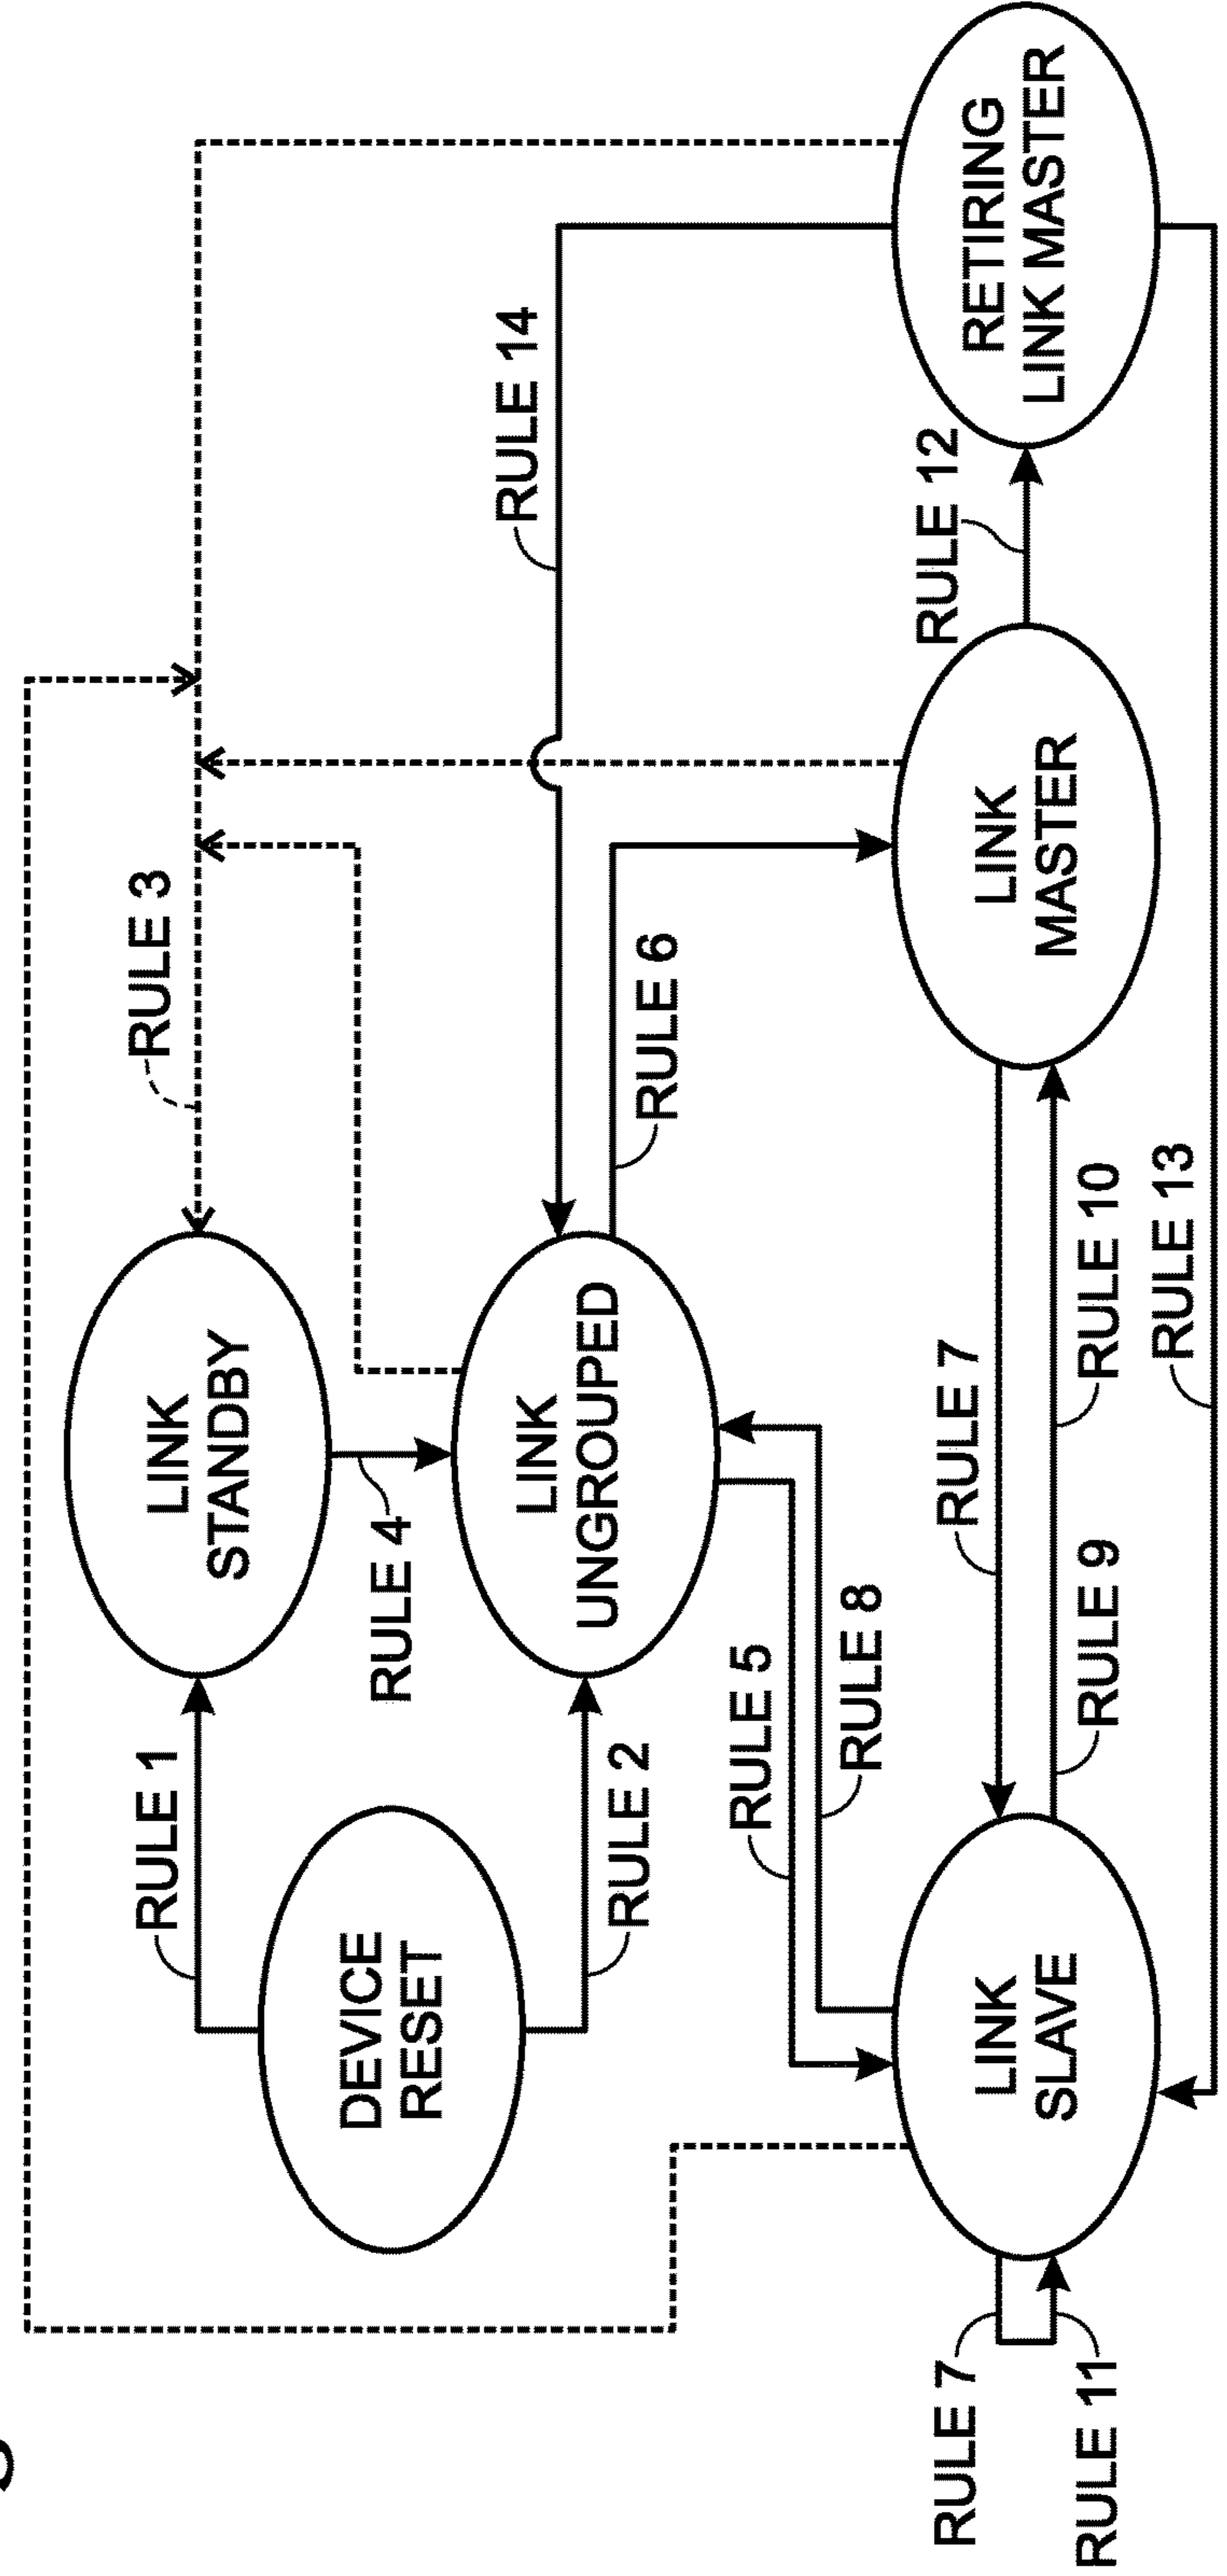 RULE 3
RULE 14
RULE 1
LINK
STANDBY
RULE 4
DEVICE
RESET
RULE 2
LINK
UNGROUPED
RULE 6
RULE 5
RULE 8
RULE 12
RETIRING
LINK MASTER
RULE 7
RULE 7
LINK
SLAVE
LINK
MASTER
RULE 11
RULE 9
RULE 10
RULE 13